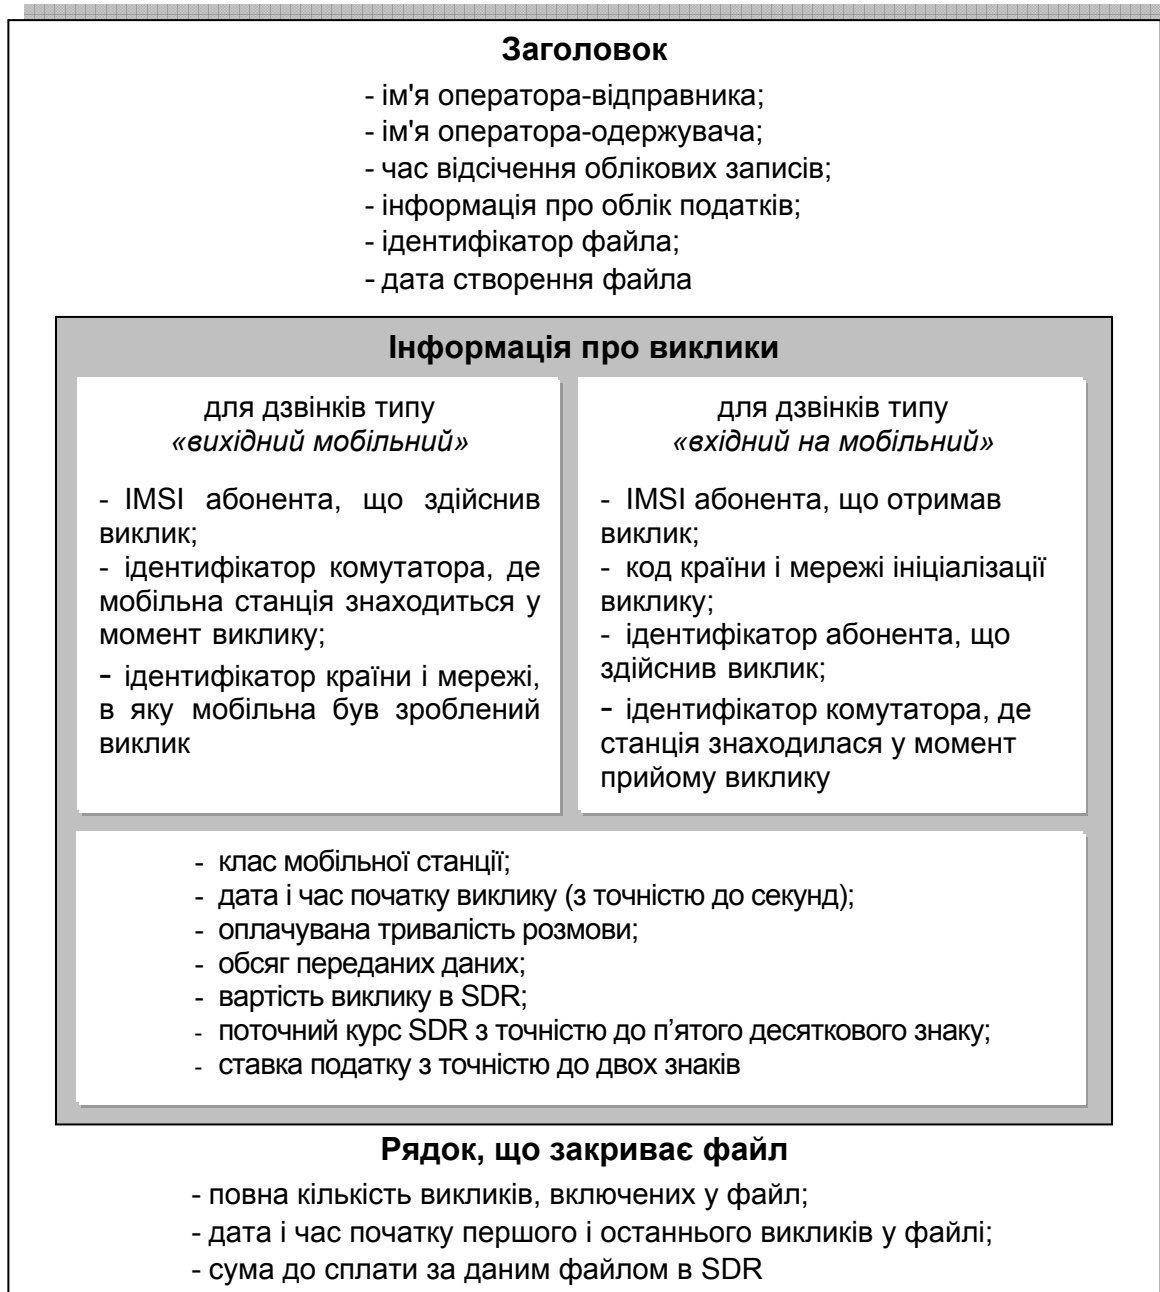 Заголовок
- ім'я оператора-відправника;
- ім'я оператора-одержувача;
- час відсічення облікових записів;
- інформація про облік податків;
- ідентифікатор файла;
- дата створення файла
Інформація про виклики
для дзвінків типу
«вихідний мобільний»
- IMSI абонента, що здійснив
виклик;
- ідентифікатор комутатора, де
мобільна станція знаходиться у
момент виклику;
- ідентифікатор країни і мережі,
в яку мобільна був зроблений
виклик
для дзвінків типу
«вхідний на мобільний»
- IMSI абонента, що отримав
виклик;
- код країни і мережі ініціалізації
виклику;
- ідентифікатор абонента, що
здійснив виклик;
- ідентифікатор комутатора, де
станція знаходилася у момент
прийому виклику
- клас мобільної станції;
- дата і час початку виклику (з точністю до секунд);
- оплачувана тривалість розмови;
- обсяг переданих даних;
- вартість виклику в SDR;
- поточний курс SDR з точністю до п’ятого десяткового знаку;
- ставка податку з точністю до двох знаків
Рядок, що закриває файл
- повна кількість викликів, включених у файл;
- дата і час початку першого і останнього викликів у файлі;
- сума до сплати за даним файлом в SDR